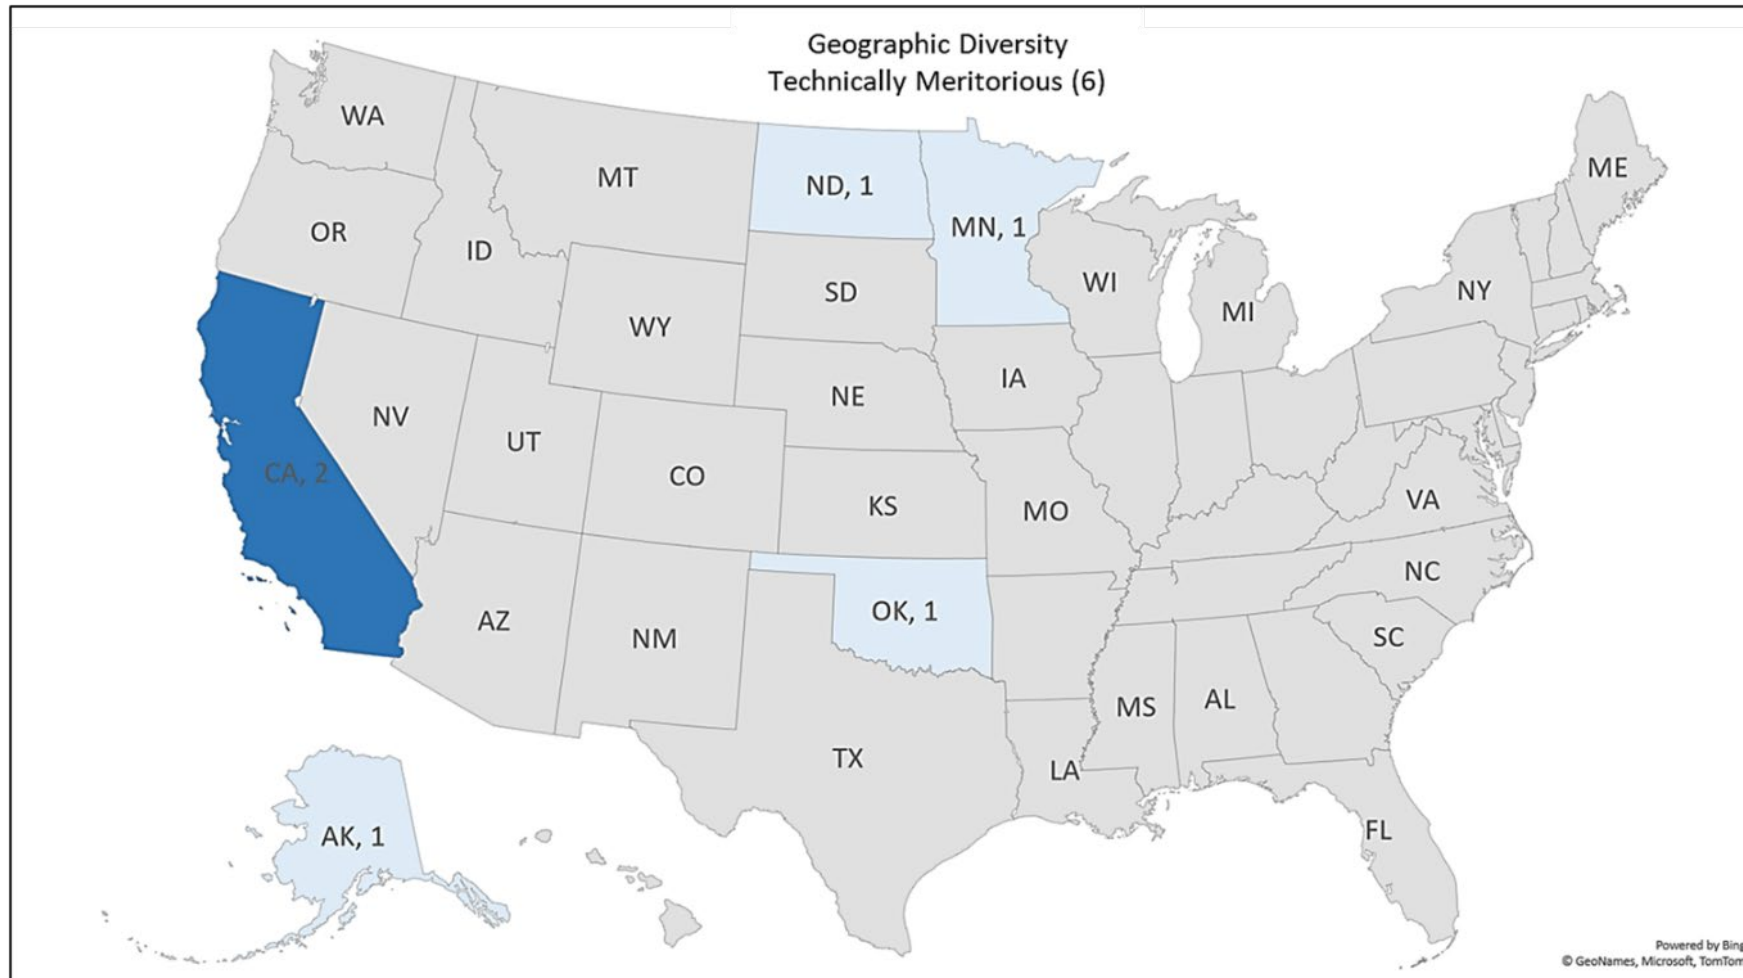 Geographic Diversity
Technically Meritorious (6)
WA
MT
ND, 1
MN, 1
ME
OR
ID
SD
WI
NY
MI
WY
IA
NE
NV
UT
CO
CA, 2
KS
MO
VA
NC
AZ
NM
OK, 1
SC
MS
AL
TX
LA
AK, 1
FL
Powered by Bing
© GeoNames, Microsoft, TomTom